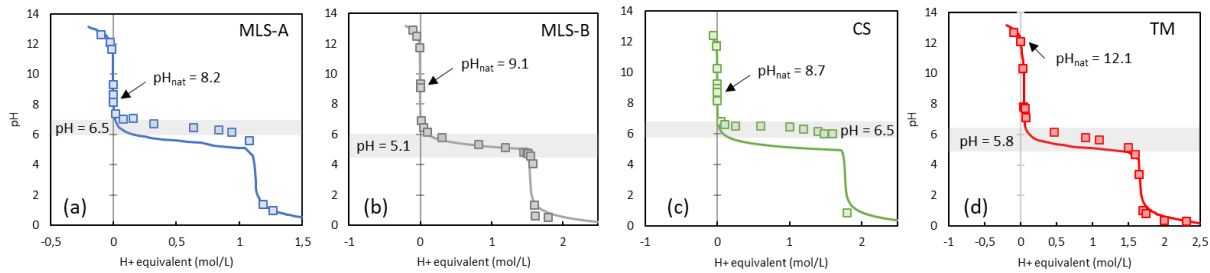 MLS-A
14
12
10
8
6
4
2
0
pH
pHnat = 8.2
pH = 6.5
(a)
-0,5
0
0,5
1
1,5
H+ equivalent (mol/L)
MLS-B
14
12
10
8
6
4
2
0
pHnat = 9.1
pH = 5.1
(b)
-1
0
1
2
H+ equivalent (mol/L)
CS
14
12
10
8
6
4
2
0
pHnat = 8.7
pH = 6.5
(c)
-1
0
1
2
H+ equivalent (mol/L)
TM
14
12
10
8
6
4
2
0
pH
pHnat = 12.1
pH = 5.8
(d)
-1
-0,5
0
0,5
1
1,5
2
2,5
H+ equivalent (mol/L)